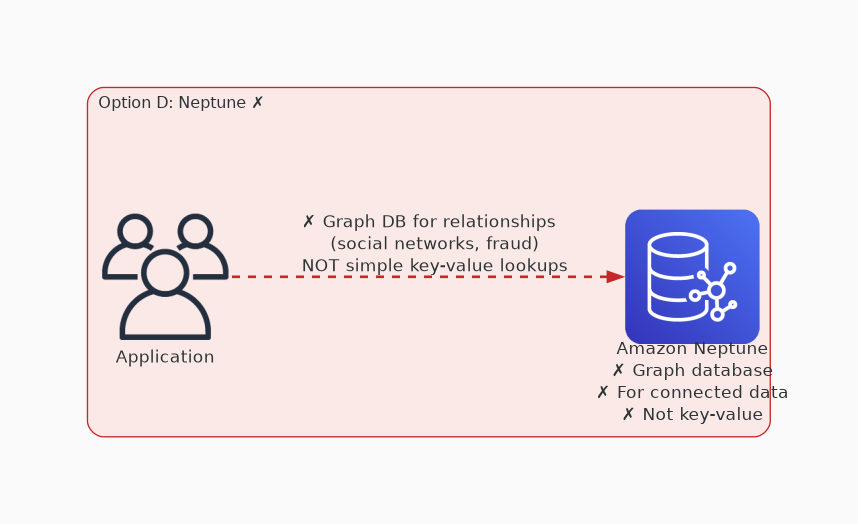 Option D: Neptune ✗
✗ Graph DB for relationships
(social networks, fraud)
NOT simple key-value lookups
Application
Amazon Neptune
✗ Graph database
✗ For connected data
✗ Not key-value